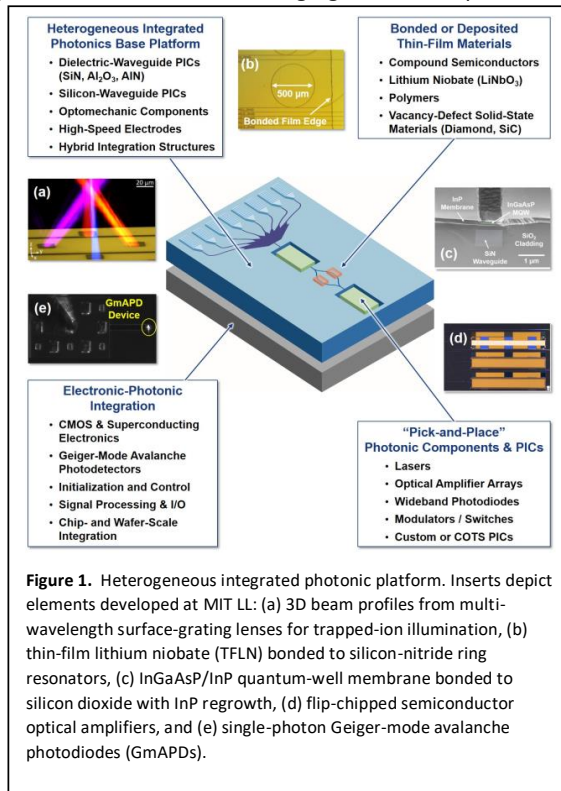 Heterogeneous Integrated
Photonics Base Platform
• Dielectric-Waveguide PICs
(SiN, Al2O3, AlN)
• Silicon-Waveguide PICs
• Optomechanic Components
• High-Speed Electrodes
• Hybrid Integration Structures
(b)
500 µm
Bonded Film Edge
Bonded or Deposited
Thin-Film Materials
• Compound Semiconductors
• Lithium Niobate (LiNbO3)
• Polymers
• Vacancy-Defect Solid-State
Materials (Diamond, SiC)
(a)
20 µm
InP
Membrane
InGaAsP
MQW
SiO2
Cladding
SiN
Waveguide
1 µm
(c)
(e)
GmAPD
Device
(d)
Electronic-Photonic
Integration
• CMOS & Superconducting
Electronics
• Geiger-Mode Avalanche
Photodetectors
• Initialization and Control
• Signal Processing & I/O
• Chip- and Wafer-Scale
Integration
“Pick-and-Place”
Photonic Components & PICs
• Lasers
• Optical Amplifier Arrays
• Wideband Photodiodes
• Modulators / Switches
• Custom or COTS PICs
Figure 1. Heterogeneous integrated photonic platform. Inserts depict
elements developed at MIT LL: (a) 3D beam profiles from multi-
wavelength surface-grating lenses for trapped-ion illumination, (b)
thin-film lithium niobate (TFLN) bonded to silicon-nitride ring
resonators, (c) InGaAsP/InP quantum-well membrane bonded to
silicon dioxide with InP regrowth, (d) flip-chipped semiconductor
optical amplifiers, and (e) single-photon Geiger-mode avalanche
photodiodes (GmAPDs).